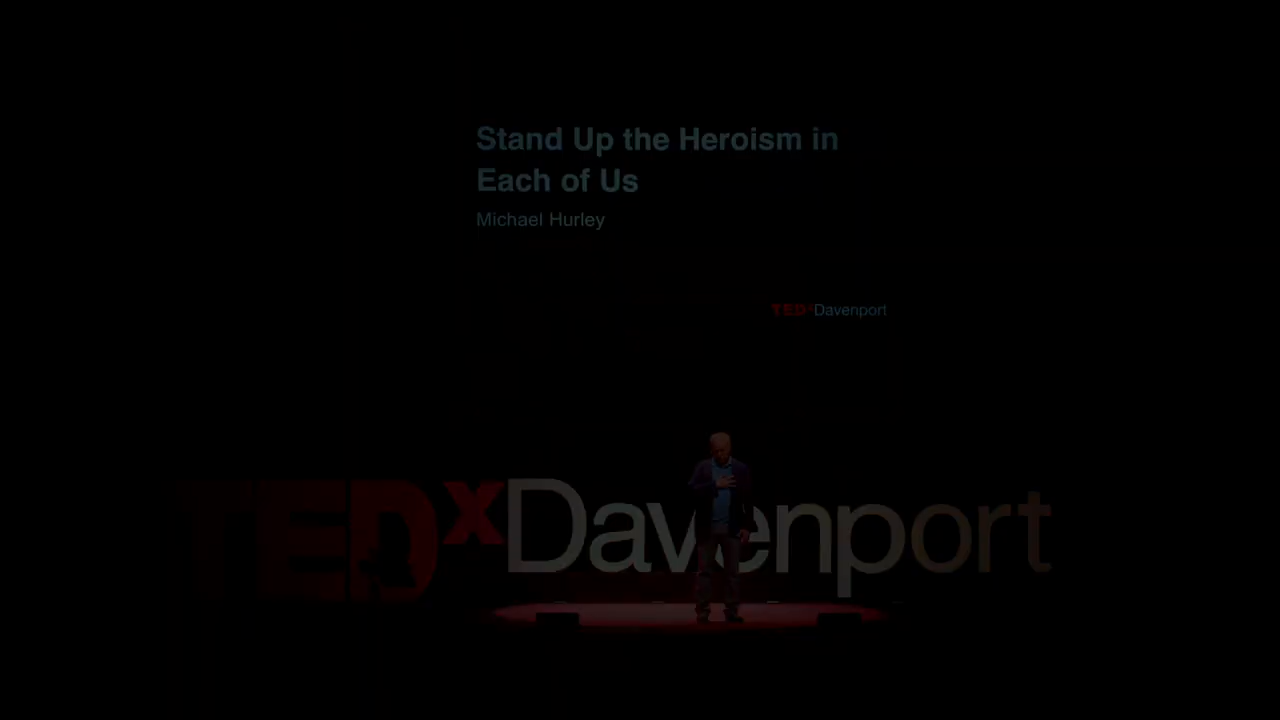 Stand Up the Heroism in
Each of Us
Michael Hurley
TEDxDavenport
TEDxDavenport